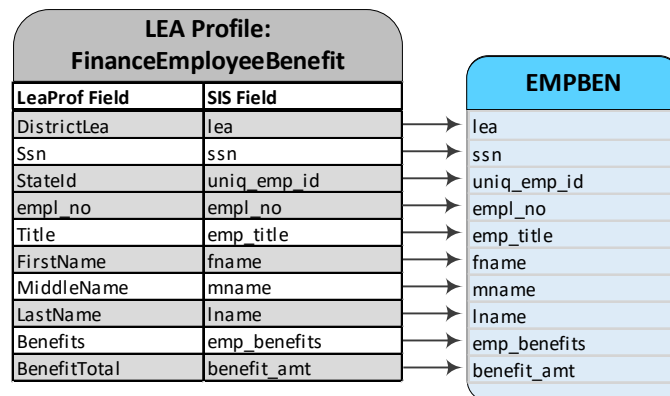 LEA Profile:
FinanceEmployeeBenefit
LeaProf Field SIS Field
DistrictLea lea
Ssn ssn
StateId uniq_emp_id
empl_no empl_no
Title emp_title
FirstName fname
MiddleName mname
LastName lname
Benefits emp_benefits
BenefitTotal benefit_amt
EMPBEN
lea
ssn
uniq_emp_id
empl_no
emp_title
fname
mname
lname
emp_benefits
benefit_amt